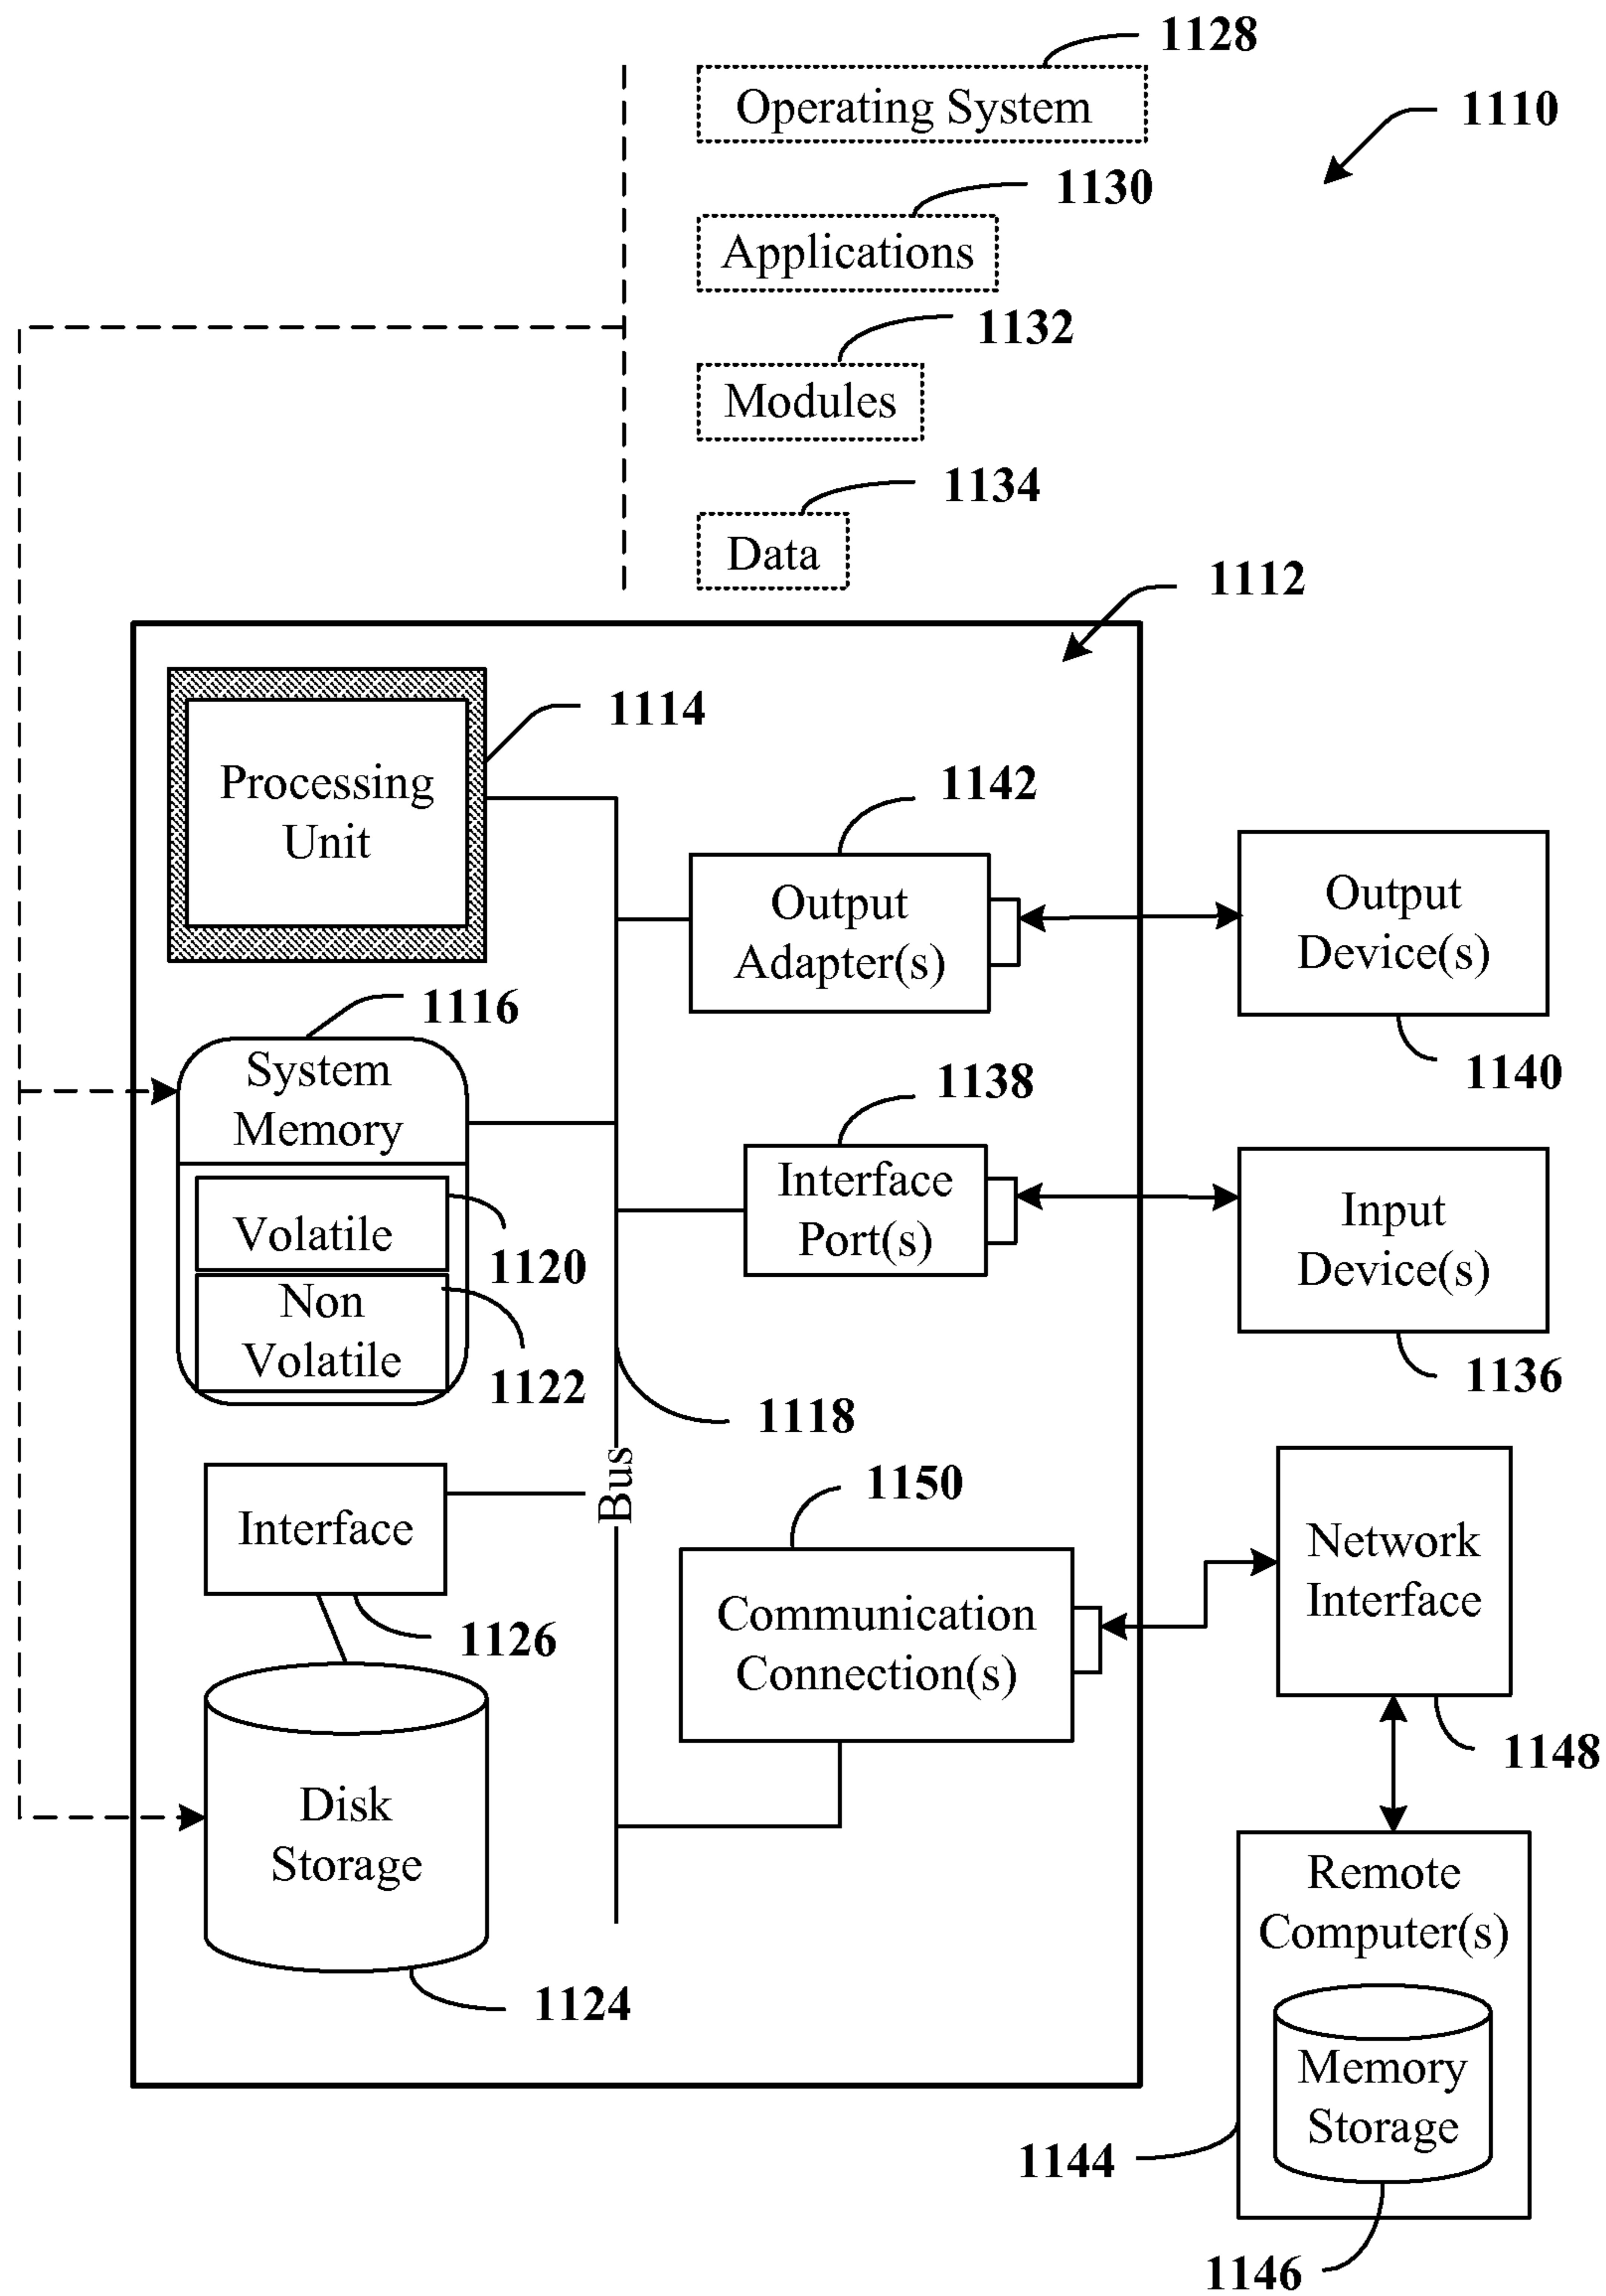 1128
Operating System
1110
1130
Applications
1132
Modules
1134
Data
1112
1114
Processing
Unit
1142
Output
Adapter(s)
Output
Device(s)
1140
1116
System
Memory
1138
Interface
Port(s)
Input
Device(s)
1136
Volatile
1120
Non
Volatile
1122
1118
Bus
1150
Interface
1126
Communication
Connection(s)
Network
Interface
1148
Disk
Storage
1124
Remote
Computer(s)
Memory
Storage
1144
1146